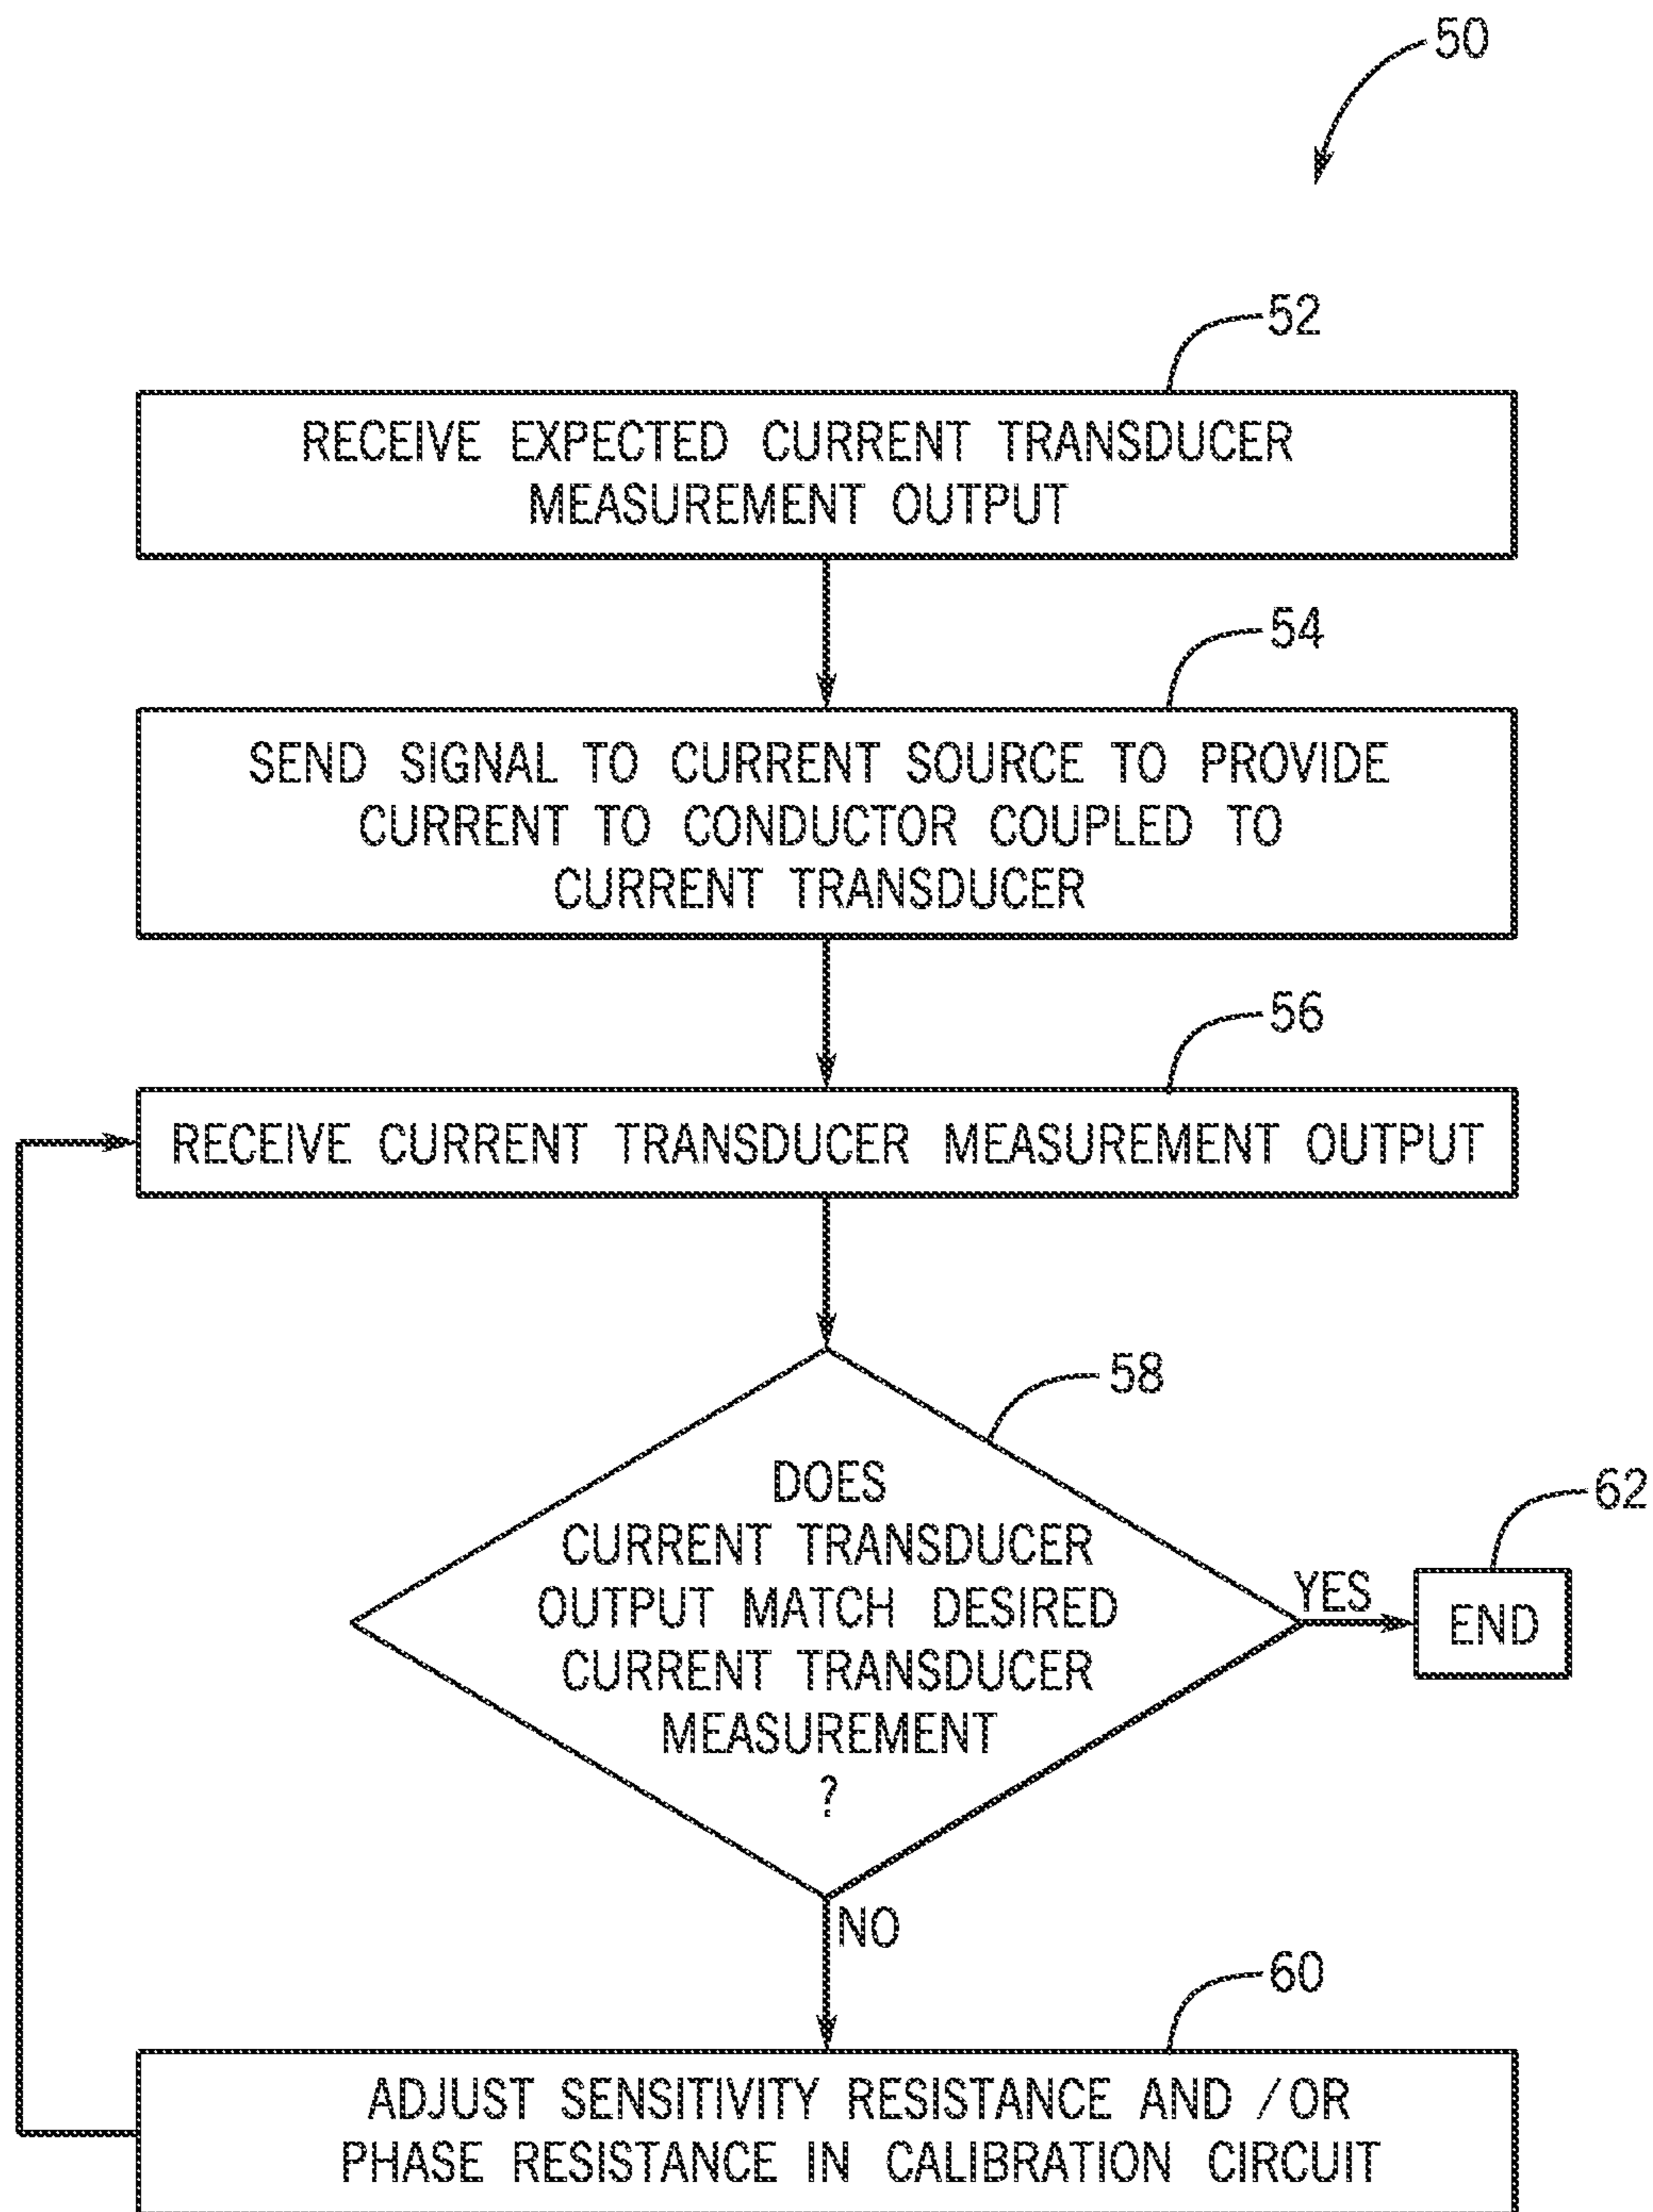 50
52
RECEIVE EXPECTED CURRENT TRANSDUCER
MEASUREMENT OUTPUT
54
SEND SIGNAL TO CURRENT SOURCE TO PROVIDE
CURRENT TO CONDUCTOR COUPLED TO
CURRENT TRANSDUCER
56
RECEIVE CURRENT TRANSDUCER MEASUREMENT OUTPUT
58
DOES
CURRENT TRANSDUCER
OUTPUT MATCH DESIRED
CURRENT TRANSDUCER
MEASUREMENT
?
YES
62
END
NO
60
ADJUST SENSITIVITY RESISTANCE AND /OR
PHASE RESISTANCE IN CALIBRATION CIRCUIT